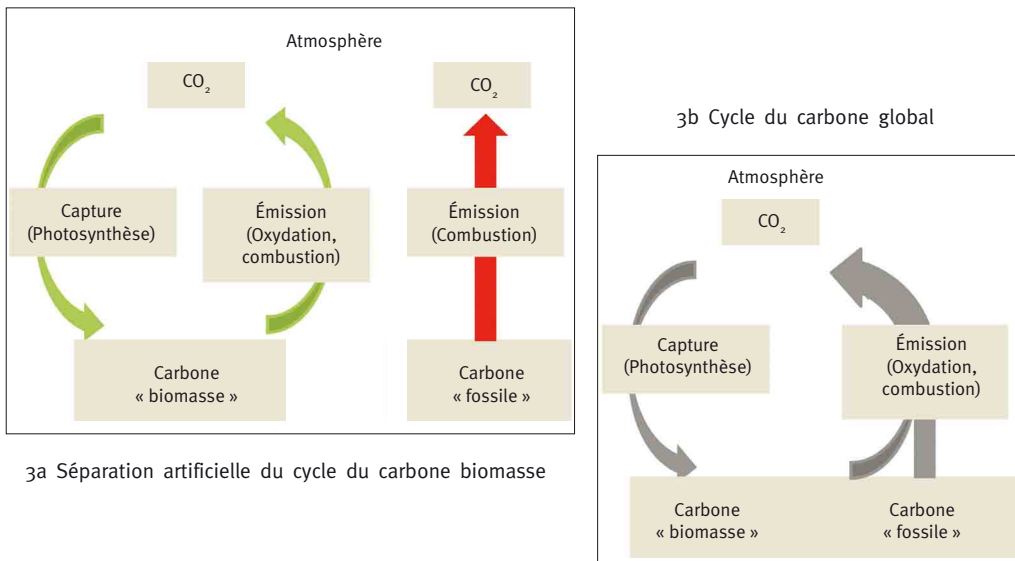 Atmosphère
CO₂
CO₂
Capture
(Photosynthèse)
Émission
(Oxydation,
combustion)
Émission
(Combustion)
Carbone
« biomasse »
Carbone
« fossile »
3a Séparation artificielle du cycle du carbone biomasse
3b Cycle du carbone global
Atmosphère
CO₂
Capture
(Photosynthèse)
Émission
(Oxydation,
combustion)
Carbone
« biomasse »
Carbone
« fossile »